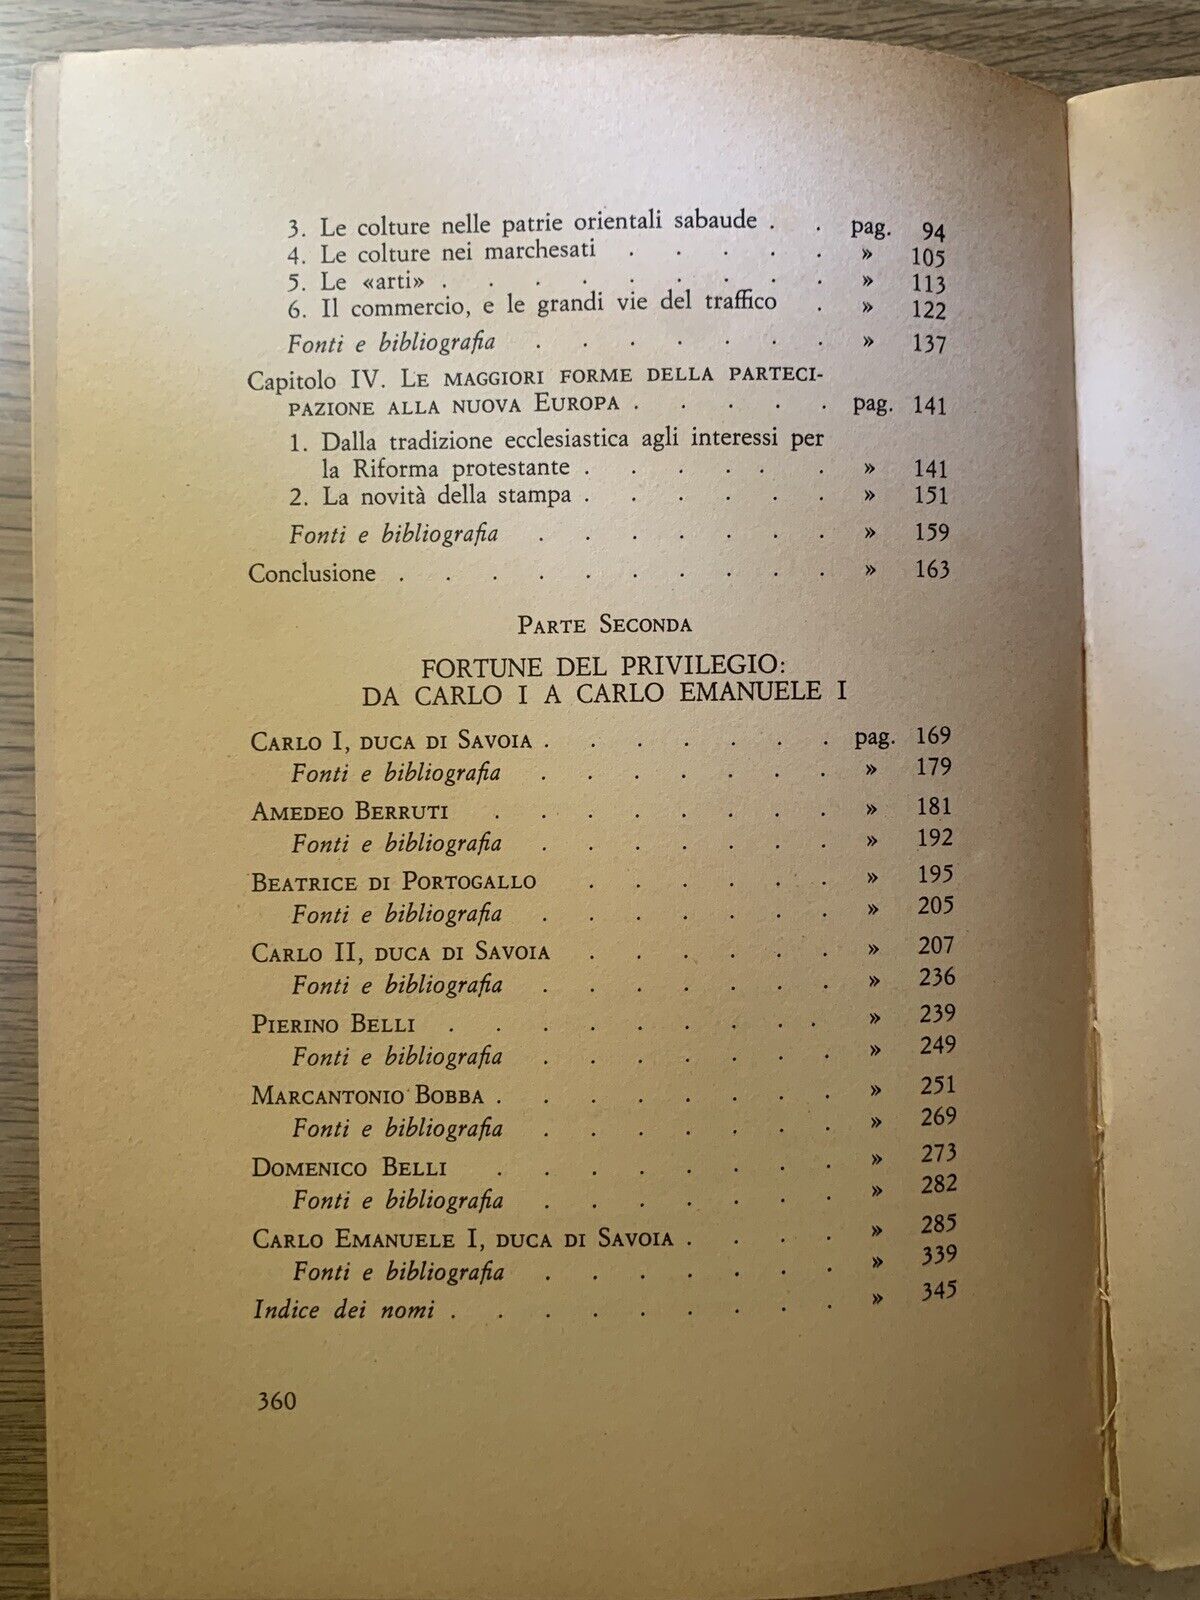 3. Le colture nelle patrie orientali sabaude . . pag. 94
4. Le colture nei marchesati . . . . . » 105
5. Le «arti» . . . . . . . . . » 113
6. Il commercio, e le grandi vie del traffico . » 122
Fonti e bibliografia . . . . . . . » 137
Capitolo IV. Le maggiori forme della parteci-
pazione alla nuova Europa . . . . . pag. 141
1. Dalla tradizione ecclesiastica agli interessi per
la Riforma protestante . . . . . . » 141
2. La novità della stampa . . . . . . » 151
Fonti e bibliografia . . . . . . . » 159
Conclusione . . . . . . . . . . » 163
Parte Seconda
FORTUNE DEL PRIVILEGIO:
DA CARLO I A CARLO EMANUELE I
Carlo I, duca di Savoia . . . . . . . pag. 169
Fonti e bibliografia . . . . . . . » 179
Amedeo Berruti . . . . . . . . » 181
Fonti e bibliografia . . . . . . . » 192
Beatrice di Portogallo . . . . . . » 195
Fonti e bibliografia . . . . . . . » 205
Carlo II, duca di Savoia . . . . . . » 207
Fonti e bibliografia . . . . . . . » 236
Pierino Belli . . . . . . . . . » 239
Fonti e bibliografia . . . . . . . » 249
Marcantonio Bobba . . . . . . . . » 251
Fonti e bibliografia . . . . . . . » 269
Domenico Belli . . . . . . . . » 273
Fonti e bibliografia . . . . . . . » 282
Carlo Emanuele I, duca di Savoia . . . . » 285
Fonti e bibliografia . . . . . . . » 339
Indice dei nomi . . . . . . . . . » 345
360